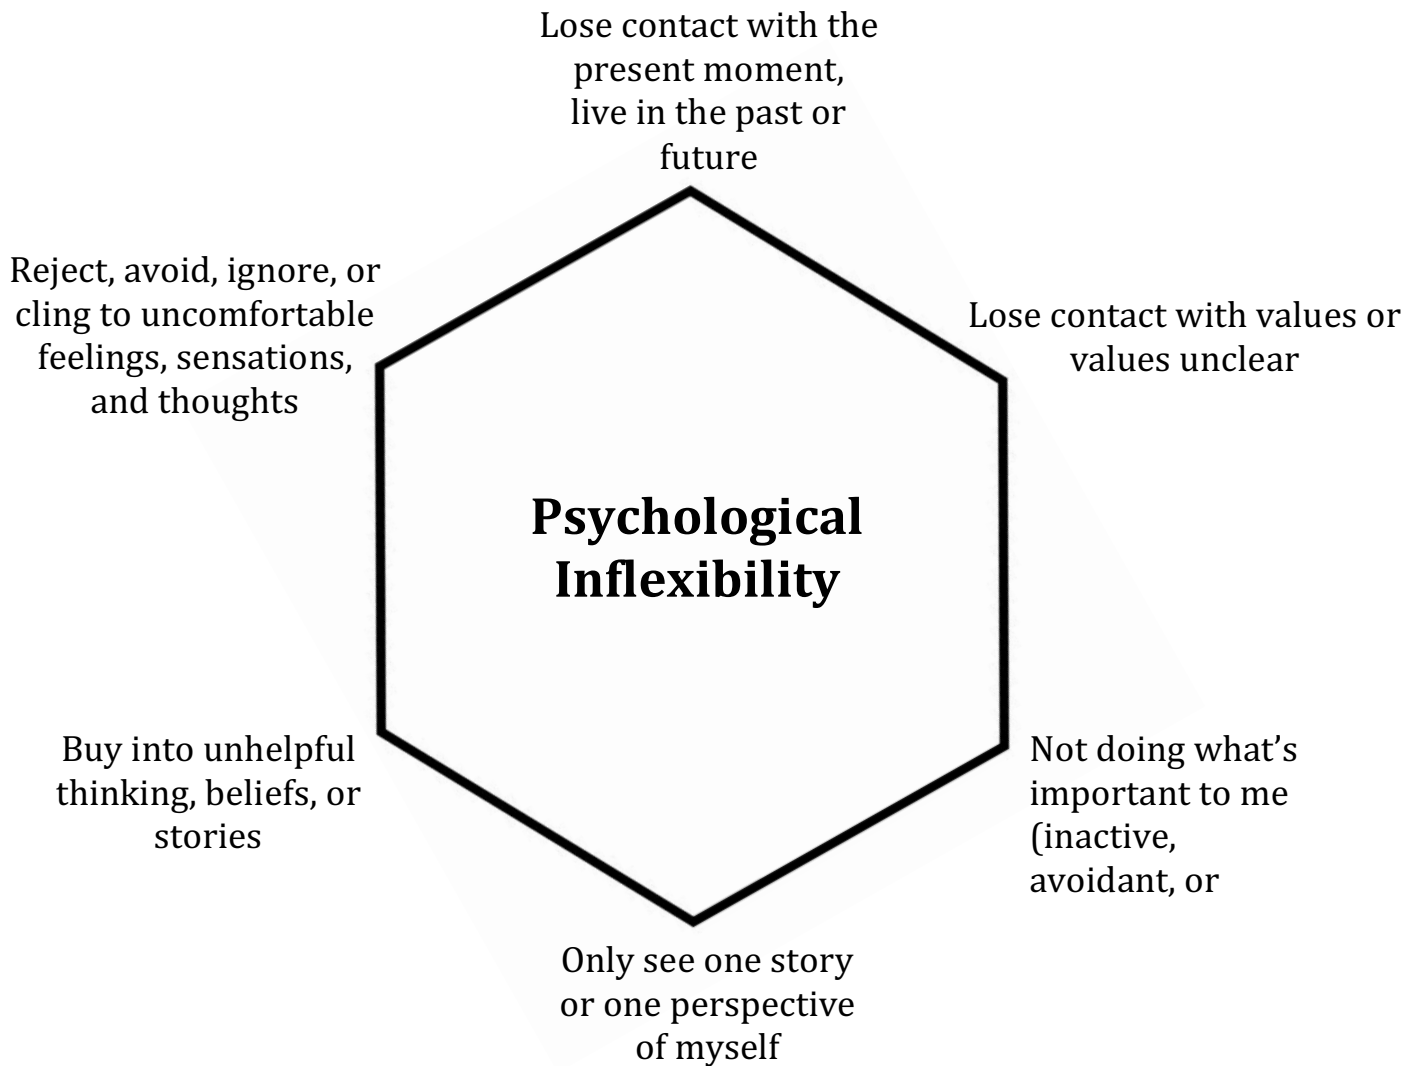 Lose contact with the
present moment,
live in the past or
future
Reject, avoid, ignore, or
cling to uncomfortable
feelings, sensations,
and thoughts
Lose contact with values or
values unclear
Psychological
Inflexibility
Buy into unhelpful
thinking, beliefs, or
stories
Not doing what’s
important to me
(inactive,
avoidant, or
Only see one story
or one perspective
of myself